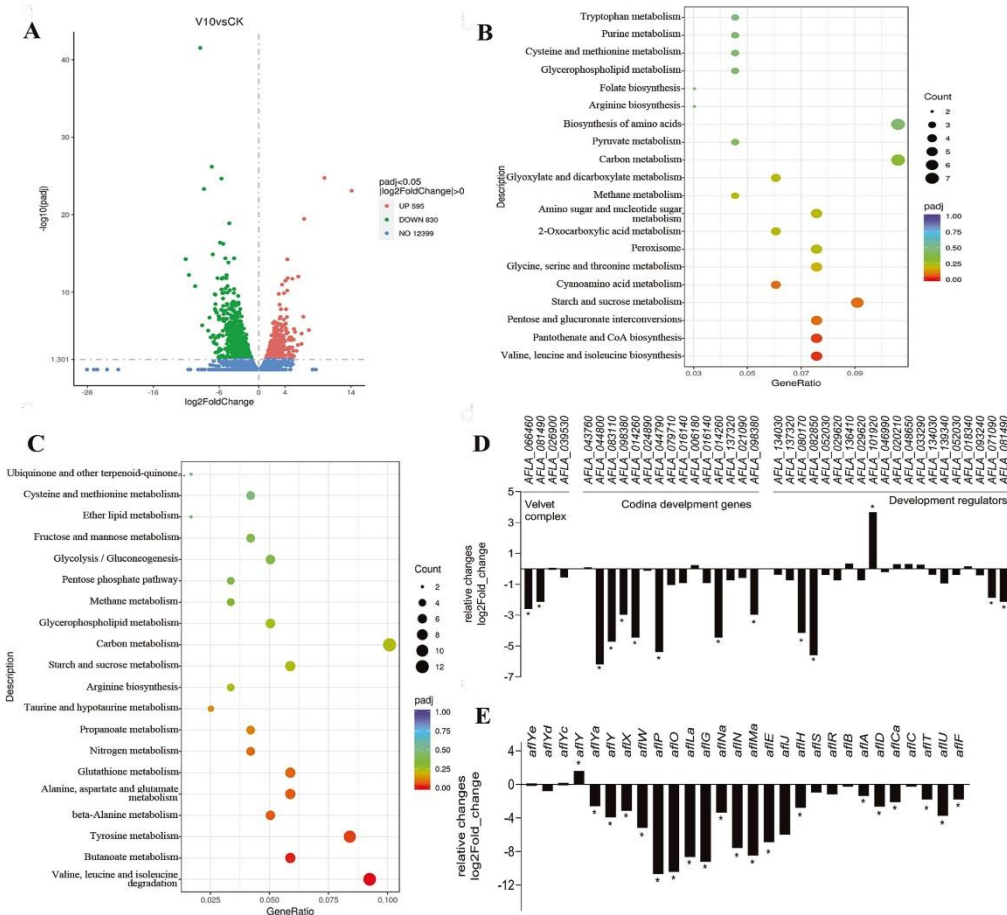 A
V10vsCK
-log10(padj)
40
30
20
10
1.301
-26
-16
-6
0
4
14
log2FoldChange
padj<0.05
|log2FoldChange|>0
UP 595
DOWN 830
NO 12399
B
Description
Tryptophan metabolism
Purine metabolism
Cysteine and methionine metabolism
Glycerophospholipid metabolism
Folate biosynthesis
Arginine biosynthesis
Biosynthesis of amino acids
Pyruvate metabolism
Carbon metabolism
Glyoxylate and dicarboxylate metabolism
Methane metabolism
Amino sugar and nucleotide sugar
metabolism
2-Oxocarboxylic acid metabolism
Peroxisome
Glycine, serine and threonine metabolism
Cyanoamino acid metabolism
Starch and sucrose metabolism
Pentose and glucuronate interconversions
Pantothenate and CoA biosynthesis
Valine, leucine and isoleucine biosynthesis
0.03
0.05
0.07
0.09
GeneRatio
Count
2
3
4
5
6
7
padj
1.00
0.75
0.50
0.25
0.00
C
Description
Ubiquinone and other terpenoid-quinone
Cysteine and methionine metabolism
Ether lipid metabolism
Fructose and mannose metabolism
Glycolysis / Gluconeogenesis
Pentose phosphate pathway
Methane metabolism
Glycerophospholipid metabolism
Carbon metabolism
Starch and sucrose metabolism
Arginine biosynthesis
Taurine and hypotaurine metabolism
Propanoate metabolism
Nitrogen metabolism
Glutathione metabolism
Alanine, aspartate and glutamate
metabolism
beta-Alanine metabolism
Tyrosine metabolism
Butanoate metabolism
Valine, leucine and isoleucine
degradation
0.025
0.050
0.075
0.100
GeneRatio
Count
2
4
6
8
10
12
padj
1.00
0.75
0.50
0.25
0.00
d
D
AFLA_066460
AFLA_081490
AFLA_026900
AFLA_039530
AFLA_043760
AFLA_044800
AFLA_083110
AFLA_098380
AFLA_014260
AFLA_024890
AFLA_044790
AFLA_079710
AFLA_016140
AFLA_006180
AFLA_016140
AFLA_014260
AFLA_137320
AFLA_021090
AFLA_098380
AFLA_134030
AFLA_137320
AFLA_080170
AFLA_082850
AFLA_052030
AFLA_029620
AFLA_136410
AFLA_029620
AFLA_101920
AFLA_046990
AFLA_020210
AFLA_048650
AFLA_033290
AFLA_134030
AFLA_139340
AFLA_052030
AFLA_018340
AFLA_093240
AFLA_071090
AFLA_081490
Velvet
complex
Codina develpment genes
Development regulators
relative changes
log2Fold_change
5
3
1
-1
-3
-5
-7
E
aflYe
aflYd
aflYc
aflY
aflYa
aflY
aflX
aflW
aflP
aflO
aflLa
aflG
aflNa
aflN
aflMa
aflE
aflJ
aflH
aflS
aflR
aflB
aflA
aflD
aflCa
aflC
aflT
aflU
aflF
relative changes
log2Fold_change
4
0
-4
-8
-12